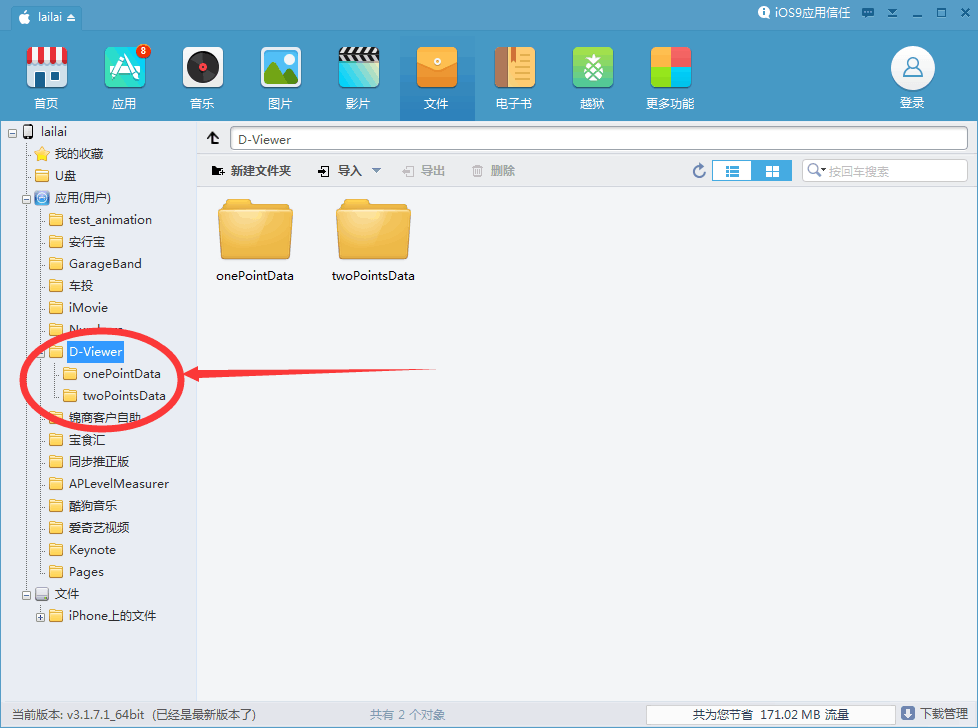 lailai
iOS9应用信任
8
首页
应用
音乐
图片
影片
文件
电子书
越狱
更多功能
登录
lailai
我的收藏
U盘
应用(用户)
test_animation
安行宝
GarageBand
车投
iMovie
D-Viewer
onePointData
twoPointsData
锦商客户自助
宝食汇
同步推正版
APLevelMeasurer
酷狗音乐
爱奇艺视频
Keynote
Pages
文件
iPhone上的文件
D-Viewer
新建文件夹
导入
导出
删除
按回车搜索
onePointData
twoPointsData
当前版本: v3.1.7.1_64bit (已经是最新版本了)
共有 2 个对象
共为您节省 171.02 MB 流量
下载管理